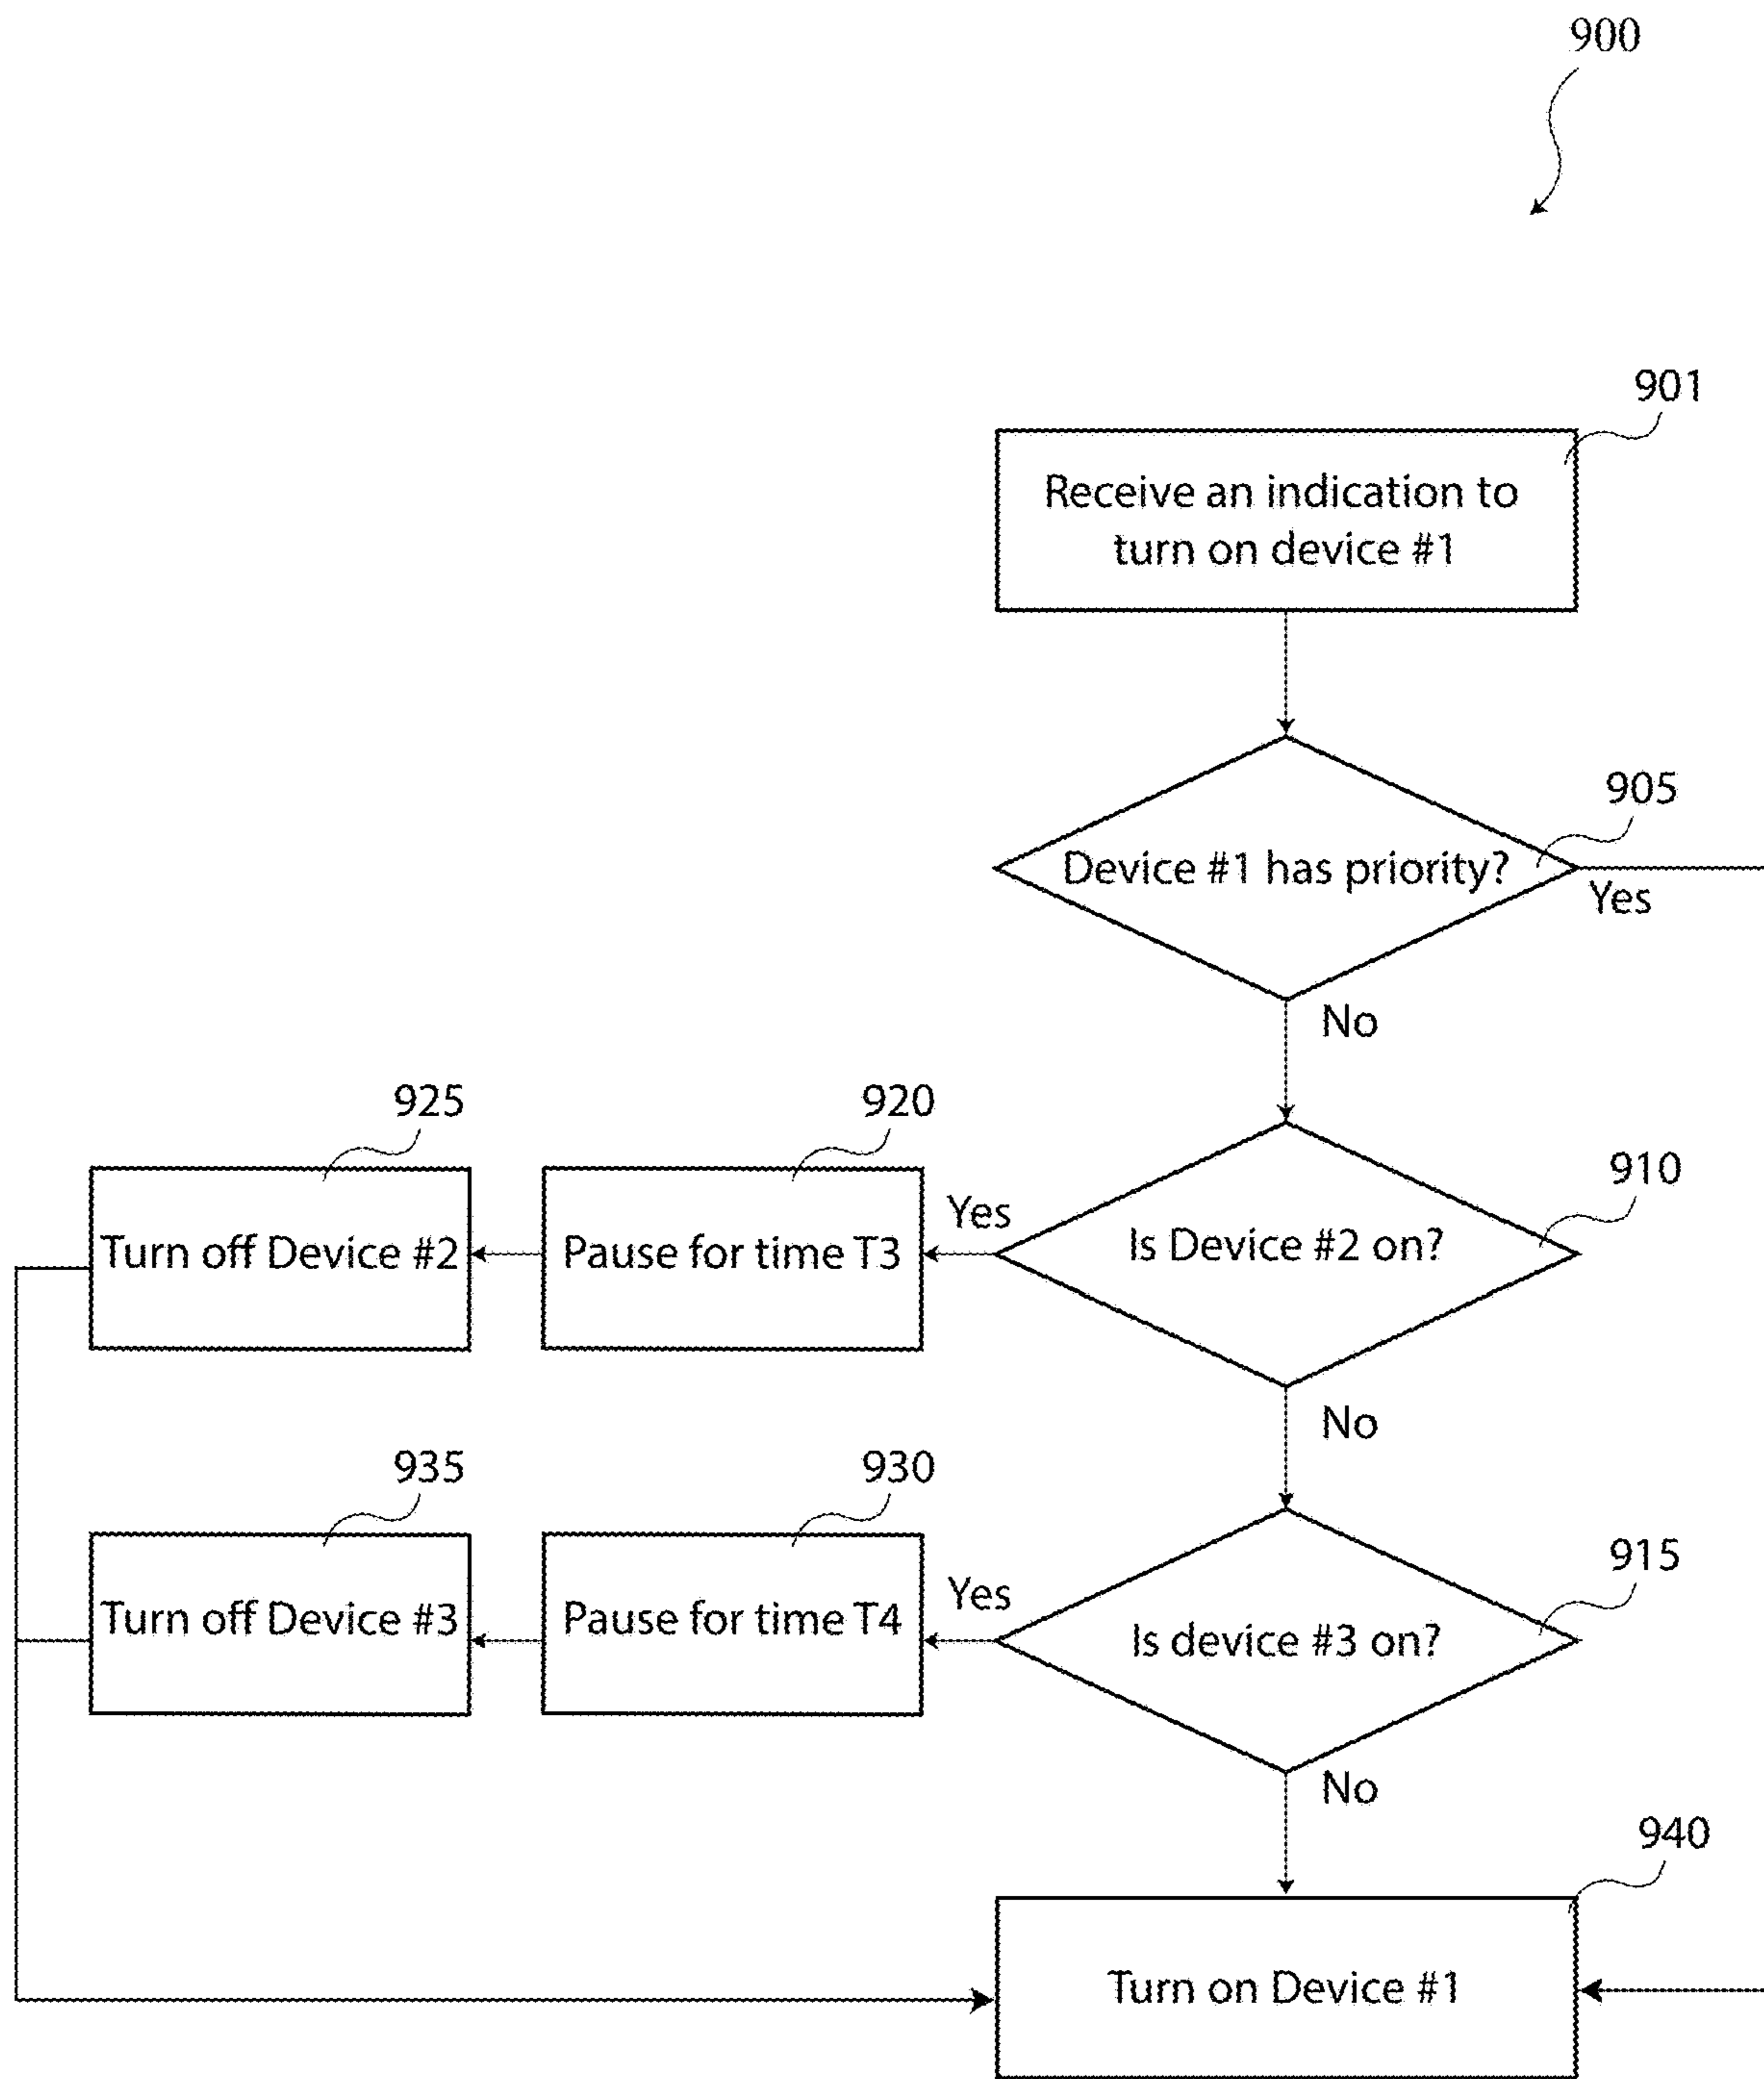 900
901
Receive an indication to
turn on device #1
905
Device #1 has priority?
Yes
No
925
920
910
Turn off Device #2
Pause for time T3
Yes
Is Device #2 on?
No
935
930
915
Turn off Device #3
Pause for time T4
Yes
Is device #3 on?
No
940
Turn on Device #1